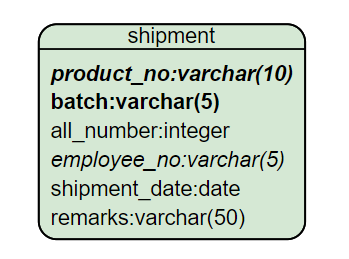 shipment
product_no:varchar(10)
batch:varchar(5)
all_number:integer
employee_no:varchar(5)
shipment_date:date
remarks:varchar(50)